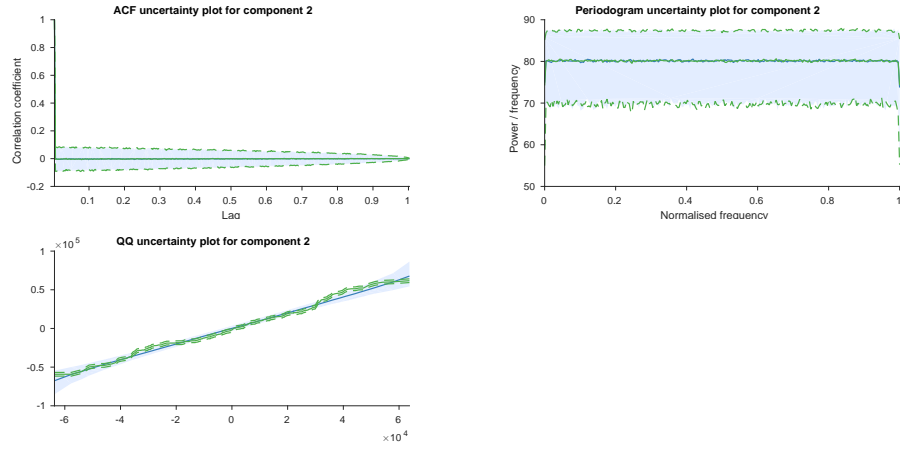 ACF uncertainty plot for component 2
Correlation coefficient
1
0.8
0.6
0.4
0.2
0
-0.2
0.1 0.2 0.3 0.4 0.5 0.6 0.7 0.8 0.9 1
Lag
Periodogram uncertainty plot for component 2
Power / frequency
90
80
70
60
50
0 0.2 0.4 0.6 0.8 1
Normalised frequency
QQ uncertainty plot for component 2
×10^5
1
0.5
0
-0.5
-1
-6 -4 -2 0 2 4 6
×10^4